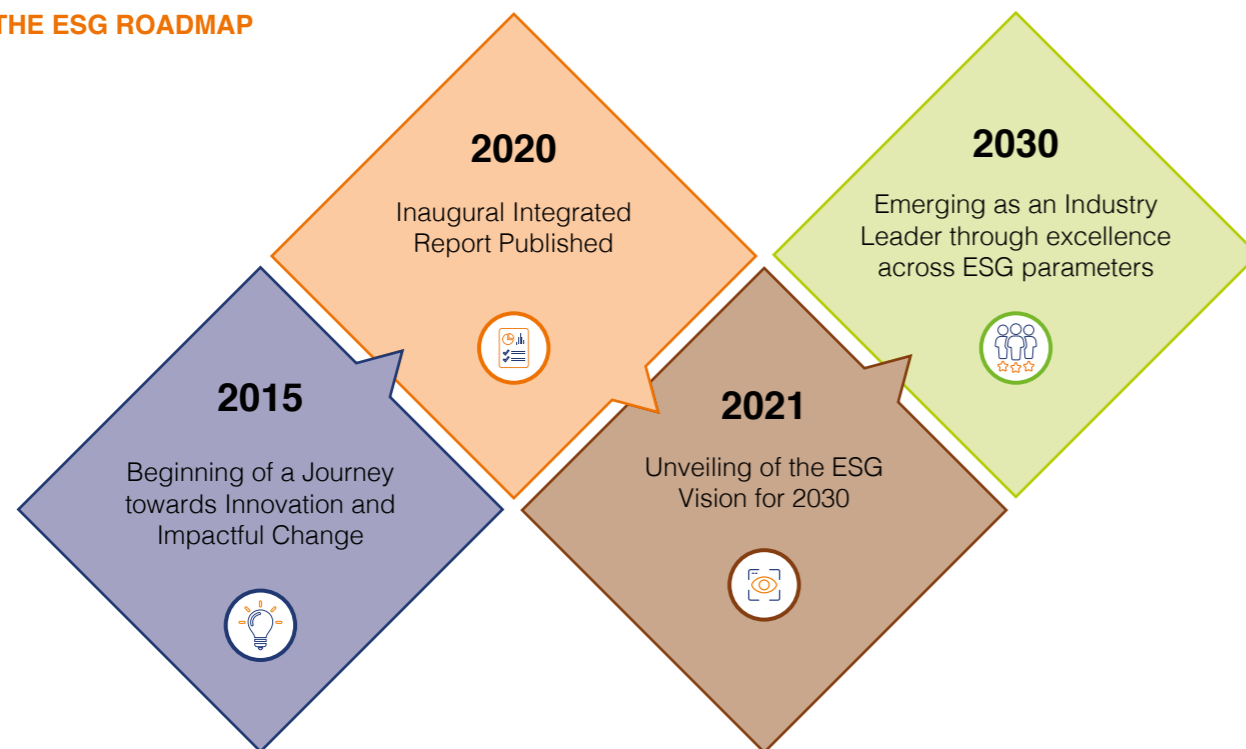 THE ESG ROADMAP
2015
Beginning of a Journey
towards Innovation and
Impactful Change
2020
Inaugural Integrated
Report Published
2021
Unveiling of the ESG
Vision for 2030
2030
Emerging as an Industry
Leader through excellence
across ESG parameters